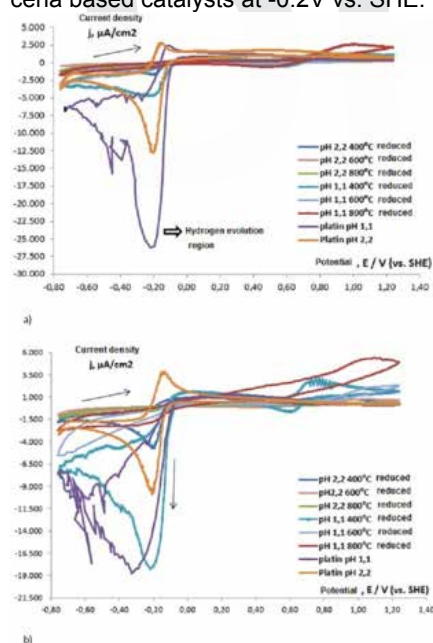 ceria based catalysts at -0.2V vs. SHE.
Current density
j, µA/cm2
5.000
2.500
0
-2.500
-5.000
-7.500
-10.000
-12.500
-15.000
-17.500
-20.000
-22.500
-25.000
-27.500
-30.000
pH 2,2 400°C reduced
pH 2,2 600°C reduced
pH 2,2 800°C reduced
pH 1,1 400°C reduced
pH 1,1 600°C reduced
pH 1,1 800°C reduced
platin pH 1,1
Platin pH 2,2
Hydrogen evolution
region
Potential , E / V (vs. SHE)
-0,80 -0,60 -0,40 -0,20 0,00 0,20 0,40 0,60 0,80 1,00 1,20 1,40
a)
Current density
j, µA/cm2
6.000
3.500
1.000
-1.500
-4.000
-6.500
-9.000
-11.500
-14.000
-16.500
-19.000
-21.500
pH 2,2 400°C reduced
pH2,2 600°C reduced
pH 2,2 800°C reduced
pH 1,1 400°C reduced
pH 1,1 600°C reduced
pH 1,1 800°C reduced
platin pH 1,1
platin pH 2,2
Potential , E / V (vs. SHE)
-0,80 -0,60 -0,40 -0,20 0,00 0,20 0,40 0,60 0,80 1,00 1,20 1,40
b)